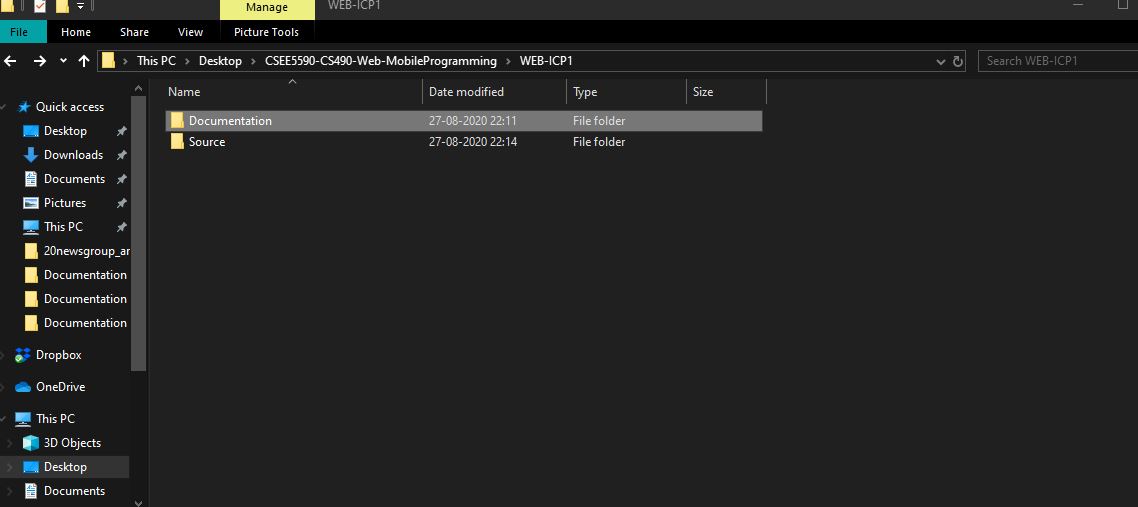 Manage WEB-ICP1
File Home Share View Picture Tools
This PC Desktop CSEE5590-CS490-Web-MobileProgramming WEB-ICP1 Search WEB-ICP1
Name Date modified Type Size
Quick access
Documentation 27-08-2020 22:11 File folder
Source 27-08-2020 22:14 File folder
Desktop
Downloads
Documents
Pictures
This PC
20newsgroup_ar
Documentation
Documentation
Documentation
Dropbox
OneDrive
This PC
3D Objects
Desktop
Documents